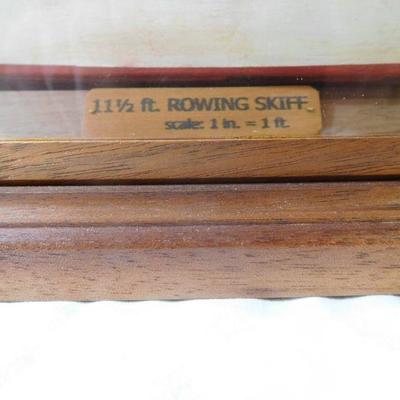 11½ ft. ROWING SKIFF
scale: 1 in. = 1 ft.